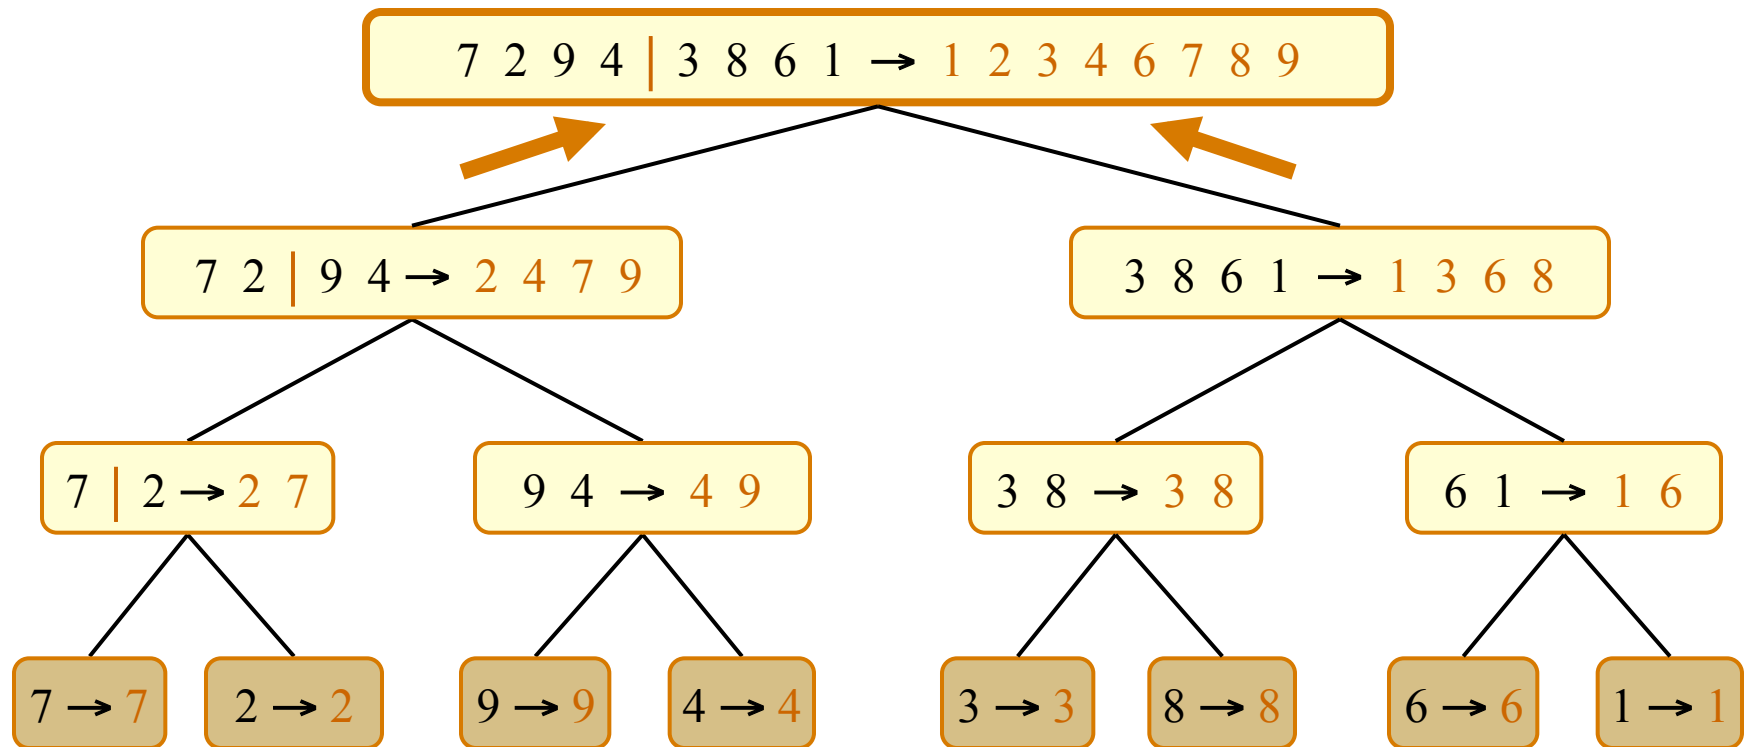 7 2 9 4 | 3 8 6 1 → 1 2 3 4 6 7 8 9
7 2 | 9 4 → 2 4 7 9
3 8 6 1 → 1 3 6 8
7 | 2 → 2 7
9 4 → 4 9
3 8 → 3 8
6 1 → 1 6
7 → 7
2 → 2
9 → 9
4 → 4
3 → 3
8 → 8
6 → 6
1 → 1